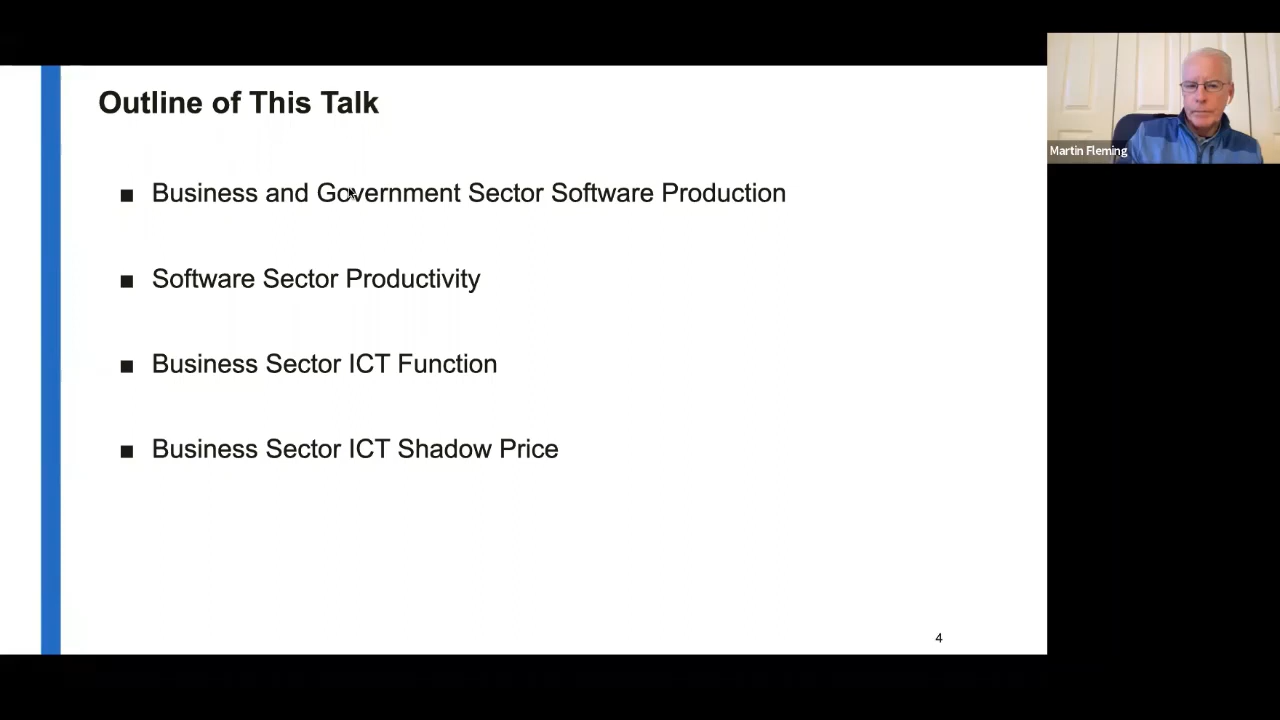 Outline of This Talk
Martin Fleming
■ Business and Government Sector Software Production
■ Software Sector Productivity
■ Business Sector ICT Function
■ Business Sector ICT Shadow Price
4